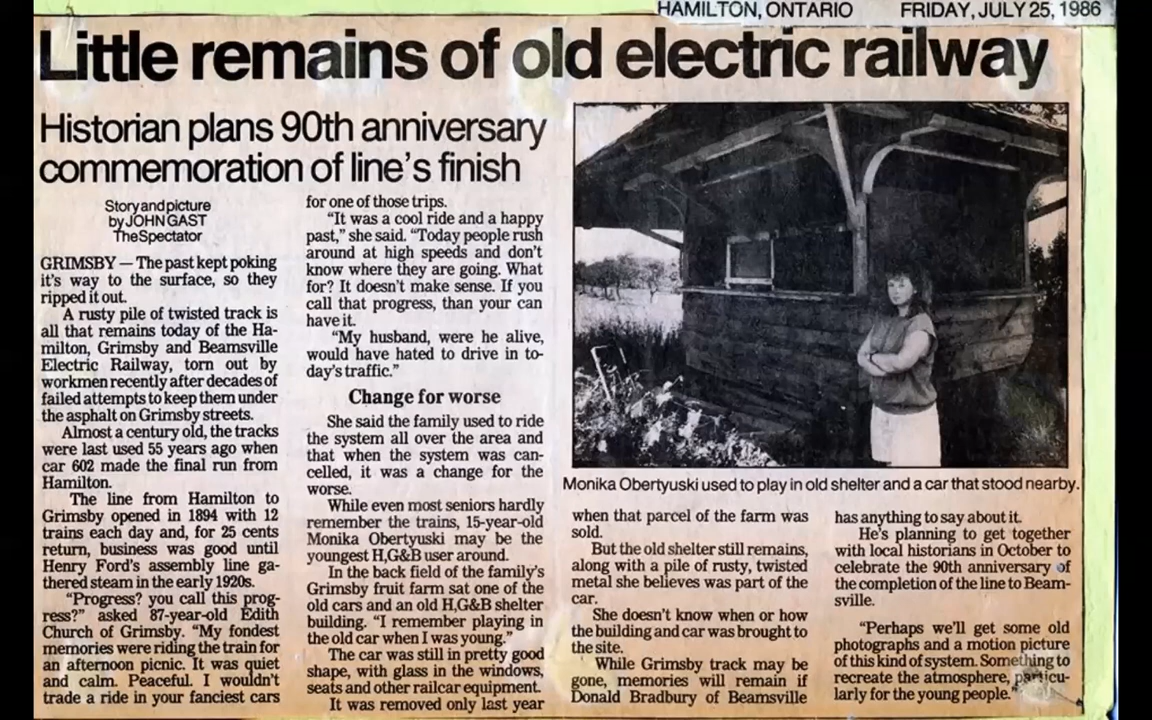 HAMILTON, ONTARIO FRIDAY, JULY 25, 1986
Little remains of old electric railway
Historian plans 90th anniversary
commemoration of line's finish
Story and picture
by JOHN GAST
The Spectator
GRIMSBY — The past kept poking
it's way to the surface, so they
ripped it out.
A rusty pile of twisted track is
all that remains today of the Ha-
milton, Grimsby and Beamsville
Electric Railway, torn out by
workmen recently after decades of
failed attempts to keep them under
the asphalt on Grimsby streets.
Almost a century old, the tracks
were last used 55 years ago when
car 602 made the final run from
Hamilton.
The line from Hamilton to
Grimsby opened in 1894 with 12
trains each day and, for 25 cents
return, business was good until
Henry Ford's assembly line ga-
thered steam in the early 1920s.
"Progress? you call this prog-
ress?" asked 87-year-old Edith
Church of Grimsby. "My fondest
memories were riding the train for
an afternoon picnic. It was quiet
and calm. Peaceful. I wouldn't
trade a ride in your fanciest cars
for one of those trips.
"It was a cool ride and a happy
past," she said. "Today people rush
around at high speeds and don't
know where they are going. What
for? It doesn't make sense. If you
call that progress, than your can
have it.
"My husband, were he alive,
would have hated to drive in to-
day's traffic."
Change for worse
She said the family used to ride
the system all over the area and
that when the system was can-
celled, it was a change for the
worse.
While even most seniors hardly
remember the trains, 15-year-old
Monika Obertyuski may be the
youngest H,G&B user around.
In the back field of the family's
Grimsby fruit farm sat one of the
old cars and an old H,G&B shelter
building. "I remember playing in
the old car when I was young."
The car was still in pretty good
shape, with glass in the windows,
seats and other railcar equipment.
It was removed only last year
Monika Obertyuski used to play in old shelter and a car that stood nearby.
when that parcel of the farm was
sold.
But the old shelter still remains,
along with a pile of rusty, twisted
metal she believes was part of the
car.
She doesn't know when or how
the building and car was brought to
the site.
While Grimsby track may be
gone, memories will remain if
Donald Bradbury of Beamsville
has anything to say about it.
He's planning to get together
with local historians in October to
celebrate the 90th anniversary of
the completion of the line to Beam-
sville.
"Perhaps we'll get some old
photographs and a motion picture
of this kind of system. Something to
recreate the atmosphere, particu-
larly for the young people."